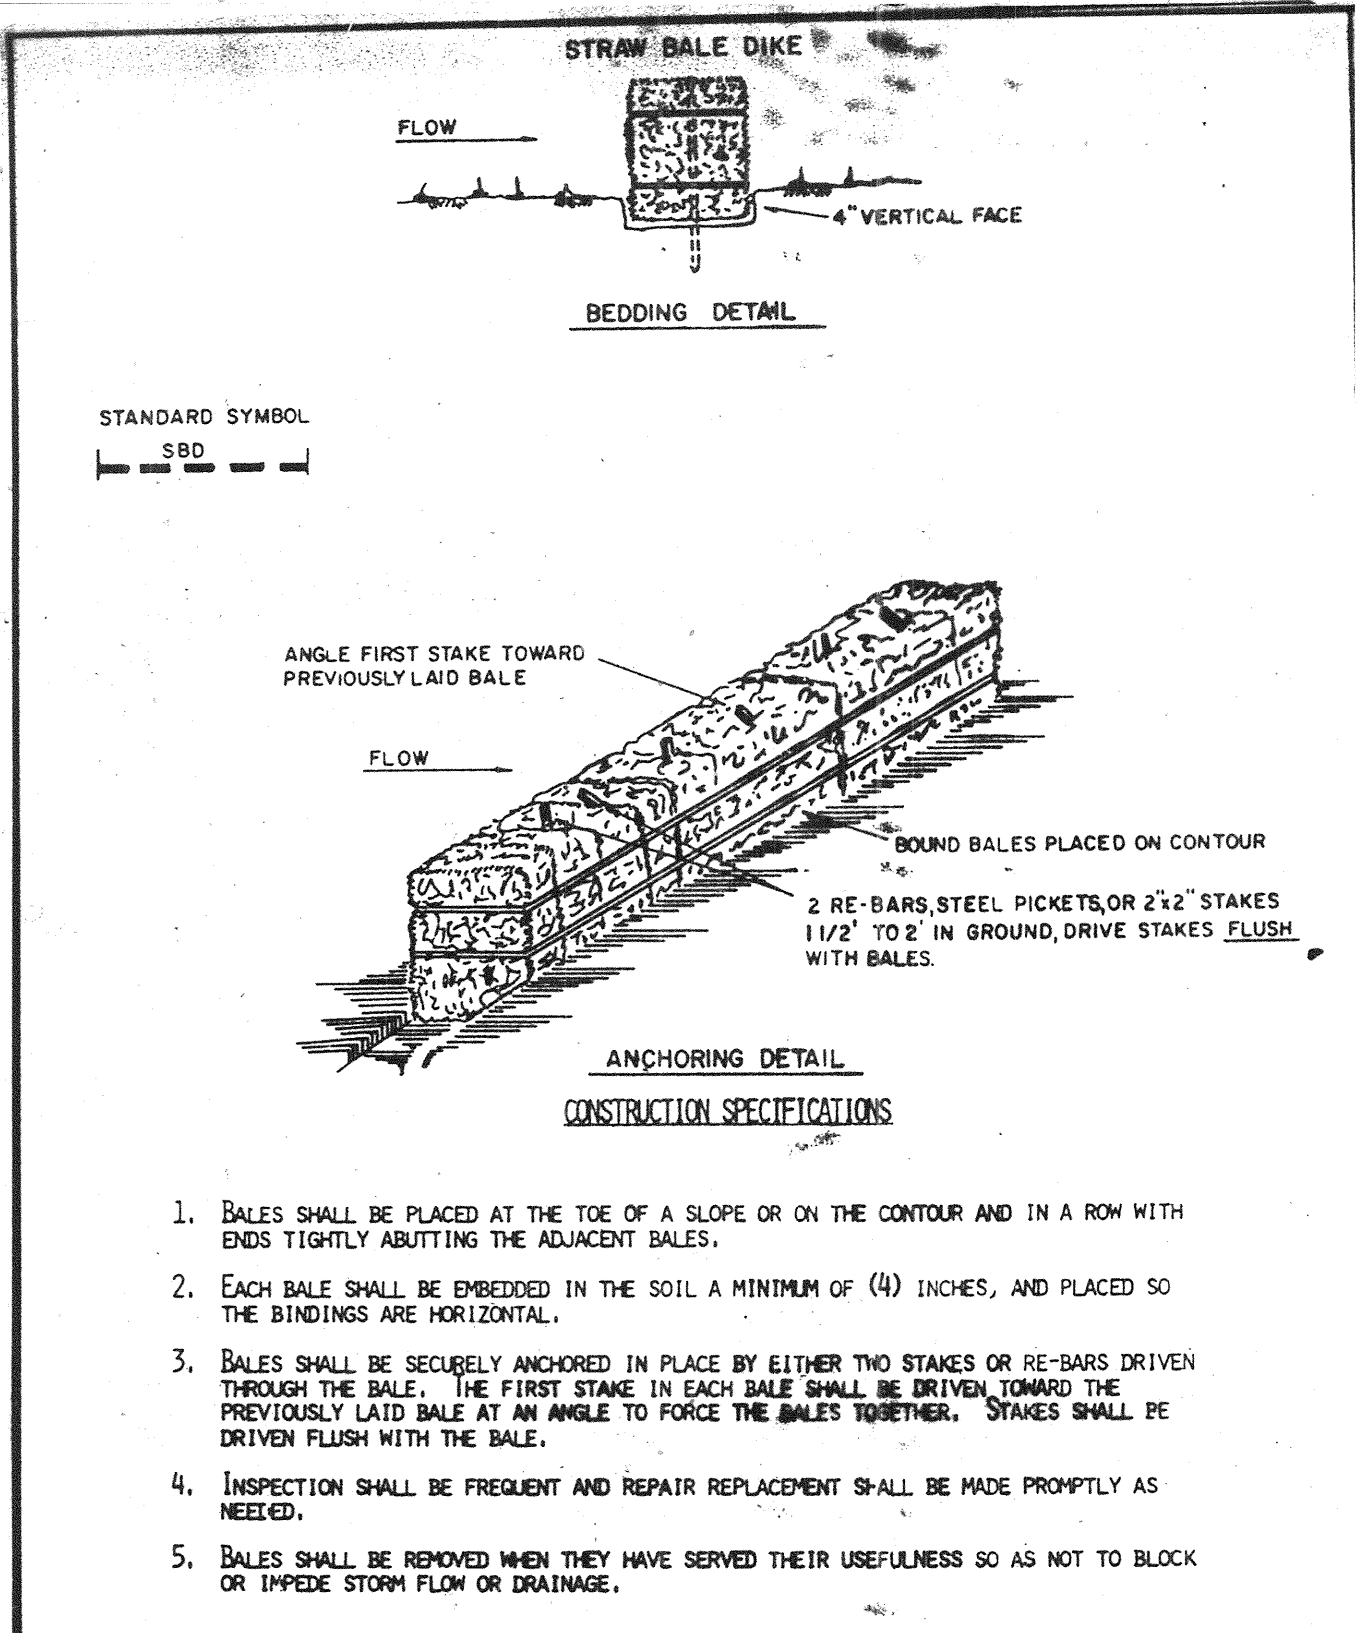 STRAW BALE DIKE
FLOW
4" VERTICAL FACE
BEDDING DETAIL
STANDARD SYMBOL
SBD
ANGLE FIRST STAKE TOWARD
PREVIOUSLY LAID BALE
FLOW
BOUND BALES PLACED ON CONTOUR
2 RE-BARS, STEEL PICKETS, OR 2"x2" STAKES
1 1/2' TO 2' IN GROUND, DRIVE STAKES FLUSH
WITH BALES.
ANCHORING DETAIL
CONSTRUCTION SPECIFICATIONS
1. BALES SHALL BE PLACED AT THE TOE OF A SLOPE OR ON THE CONTOUR AND IN A ROW WITH
ENDS TIGHTLY ABUTTING THE ADJACENT BALES.
2. EACH BALE SHALL BE EMBEDDED IN THE SOIL A MINIMUM OF (4) INCHES, AND PLACED SO
THE BINDINGS ARE HORIZONTAL.
3. BALES SHALL BE SECURELY ANCHORED IN PLACE BY EITHER TWO STAKES OR RE-BARS DRIVEN
THROUGH THE BALE. THE FIRST STAKE IN EACH BALE SHALL BE DRIVEN TOWARD THE
PREVIOUSLY LAID BALE AT AN ANGLE TO FORCE THE BALES TOGETHER. STAKES SHALL BE
DRIVEN FLUSH WITH THE BALE.
4. INSPECTION SHALL BE FREQUENT AND REPAIR REPLACEMENT SHALL BE MADE PROMPTLY AS
NEEDED.
5. BALES SHALL BE REMOVED WHEN THEY HAVE SERVED THEIR USEFULNESS SO AS NOT TO BLOCK
OR IMPEDE STORM FLOW OR DRAINAGE.